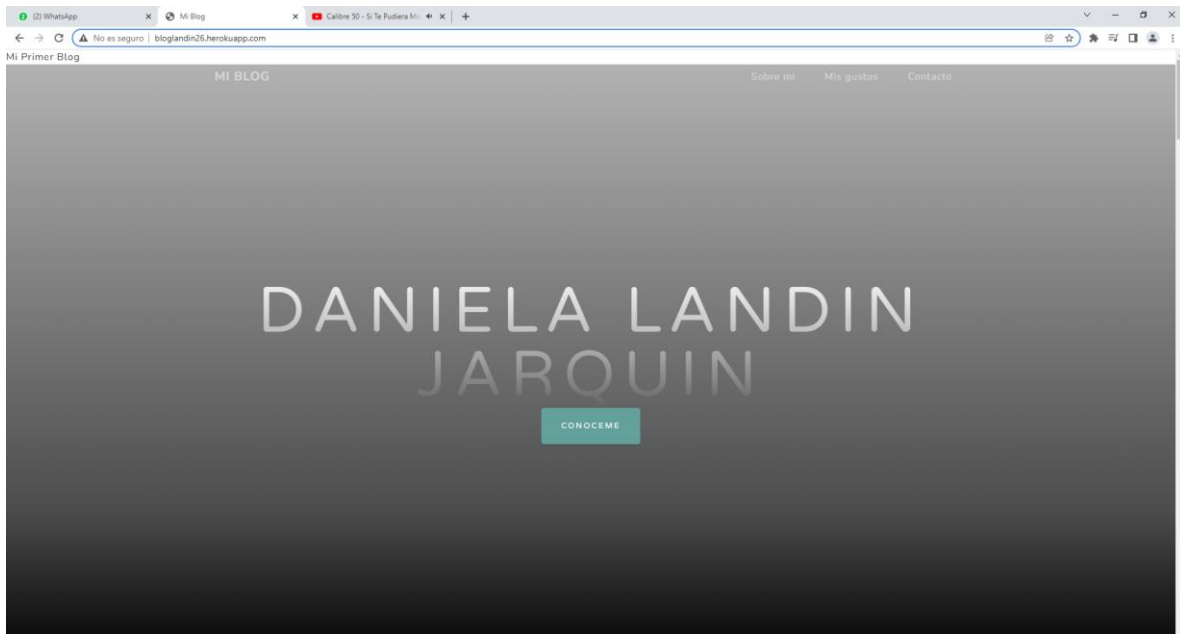 (2) WhatsApp
Mi Blog
Calibre 50 - Si Te Pudiera
No es seguro | bloglandin26.herokuapp.com
Mi Primer Blog
MI BLOG
Sobre mi Mis gustos Contacto
DANIELA LANDIN
JARQUIN
CONOCEME